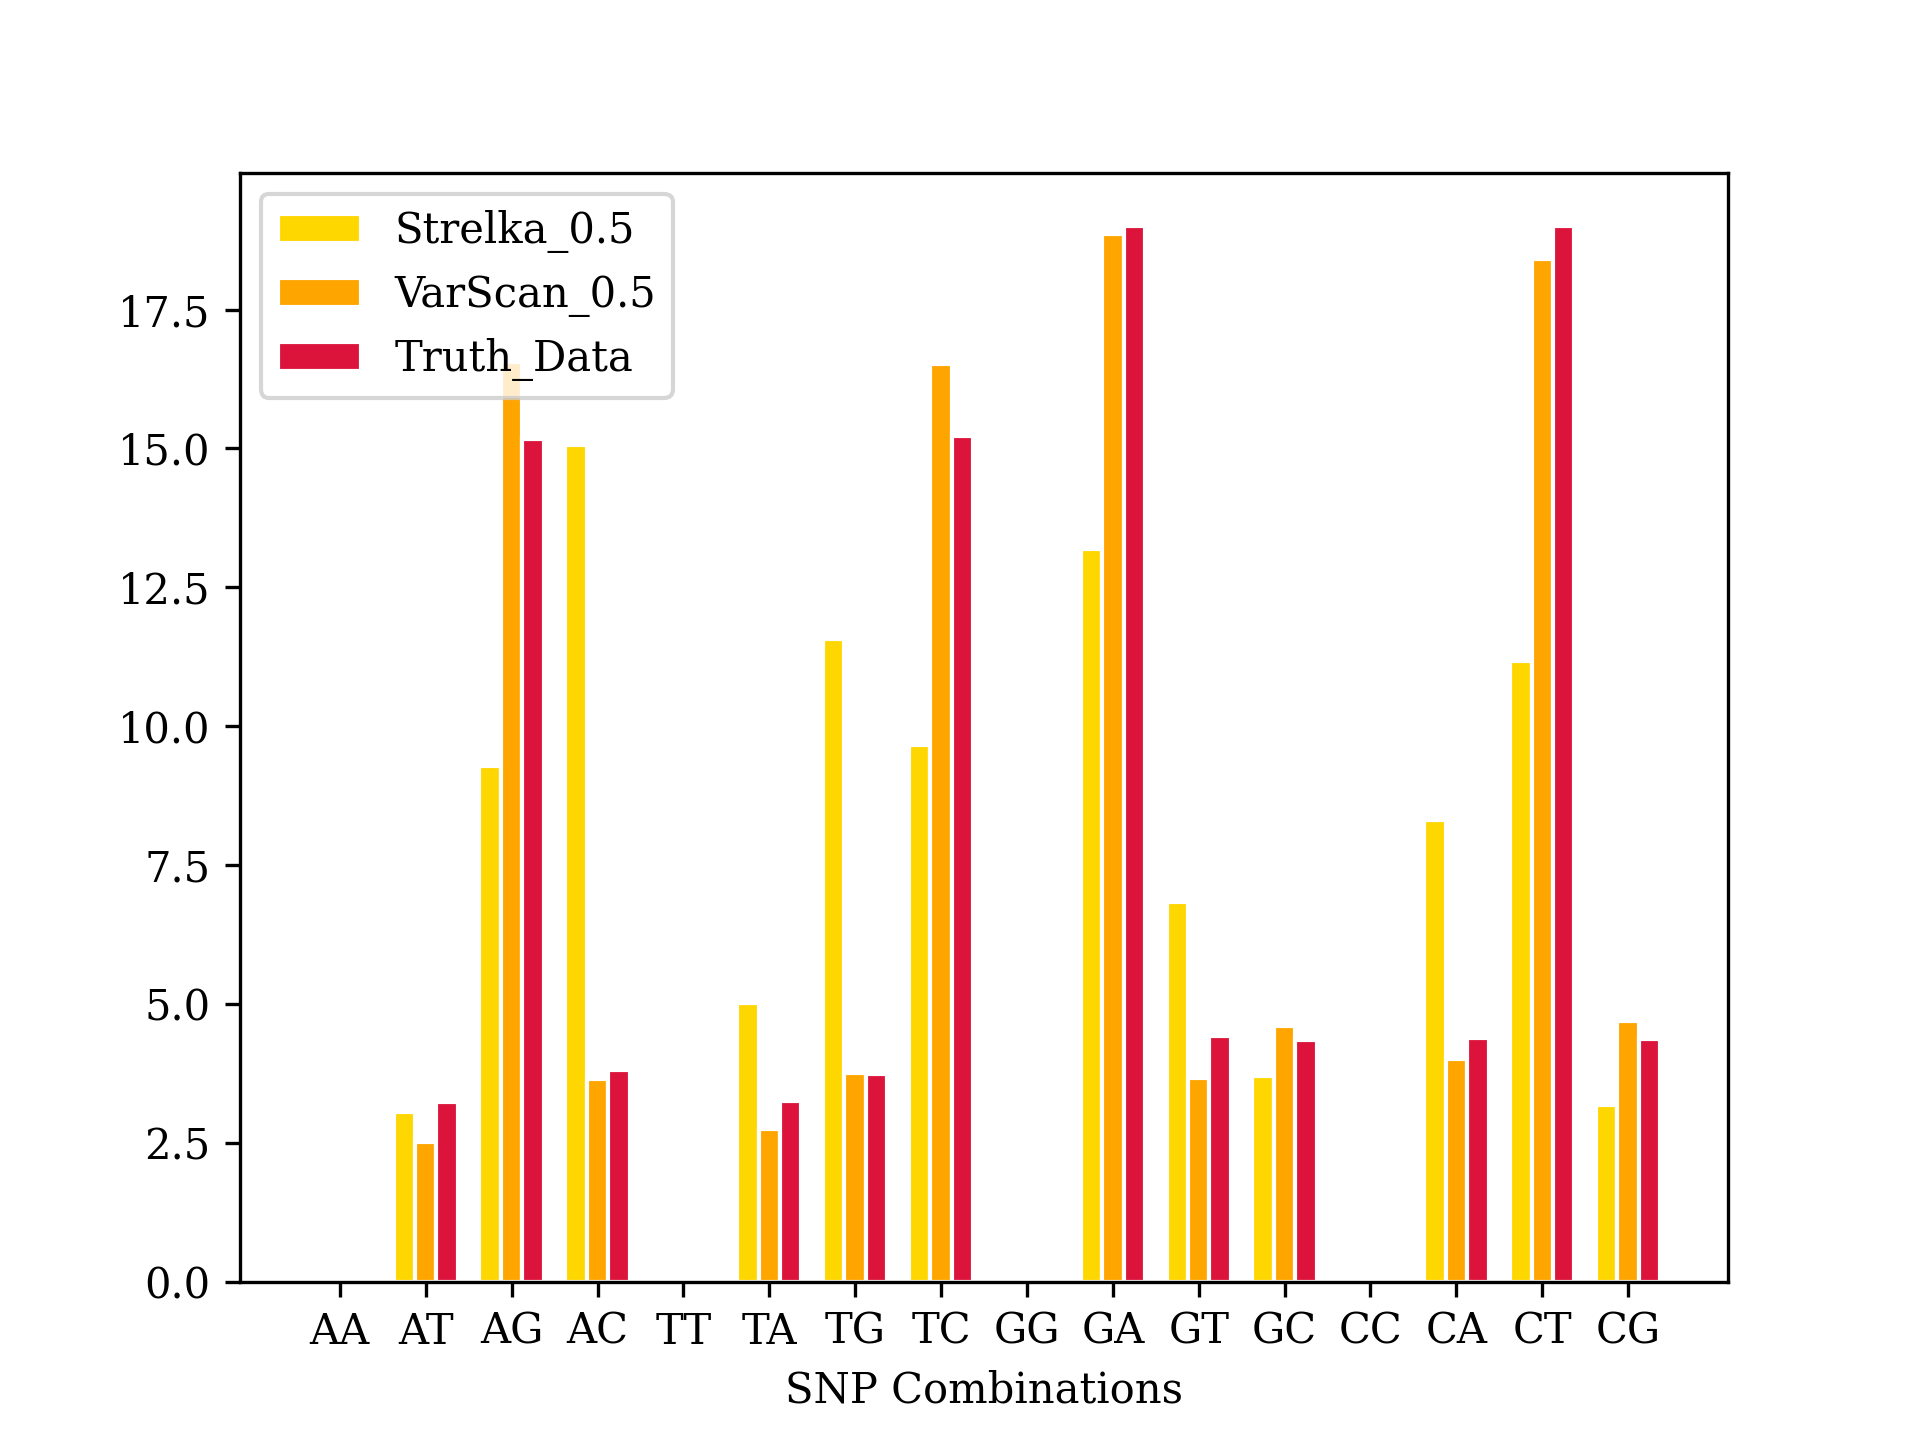 Strelka_0.5
VarScan_0.5
Truth_Data
17.5
15.0
12.5
10.0
7.5
5.0
2.5
0.0
AA AT AG AC TT TA TG TC GG GA GT GC CC CA CT CG
SNP Combinations